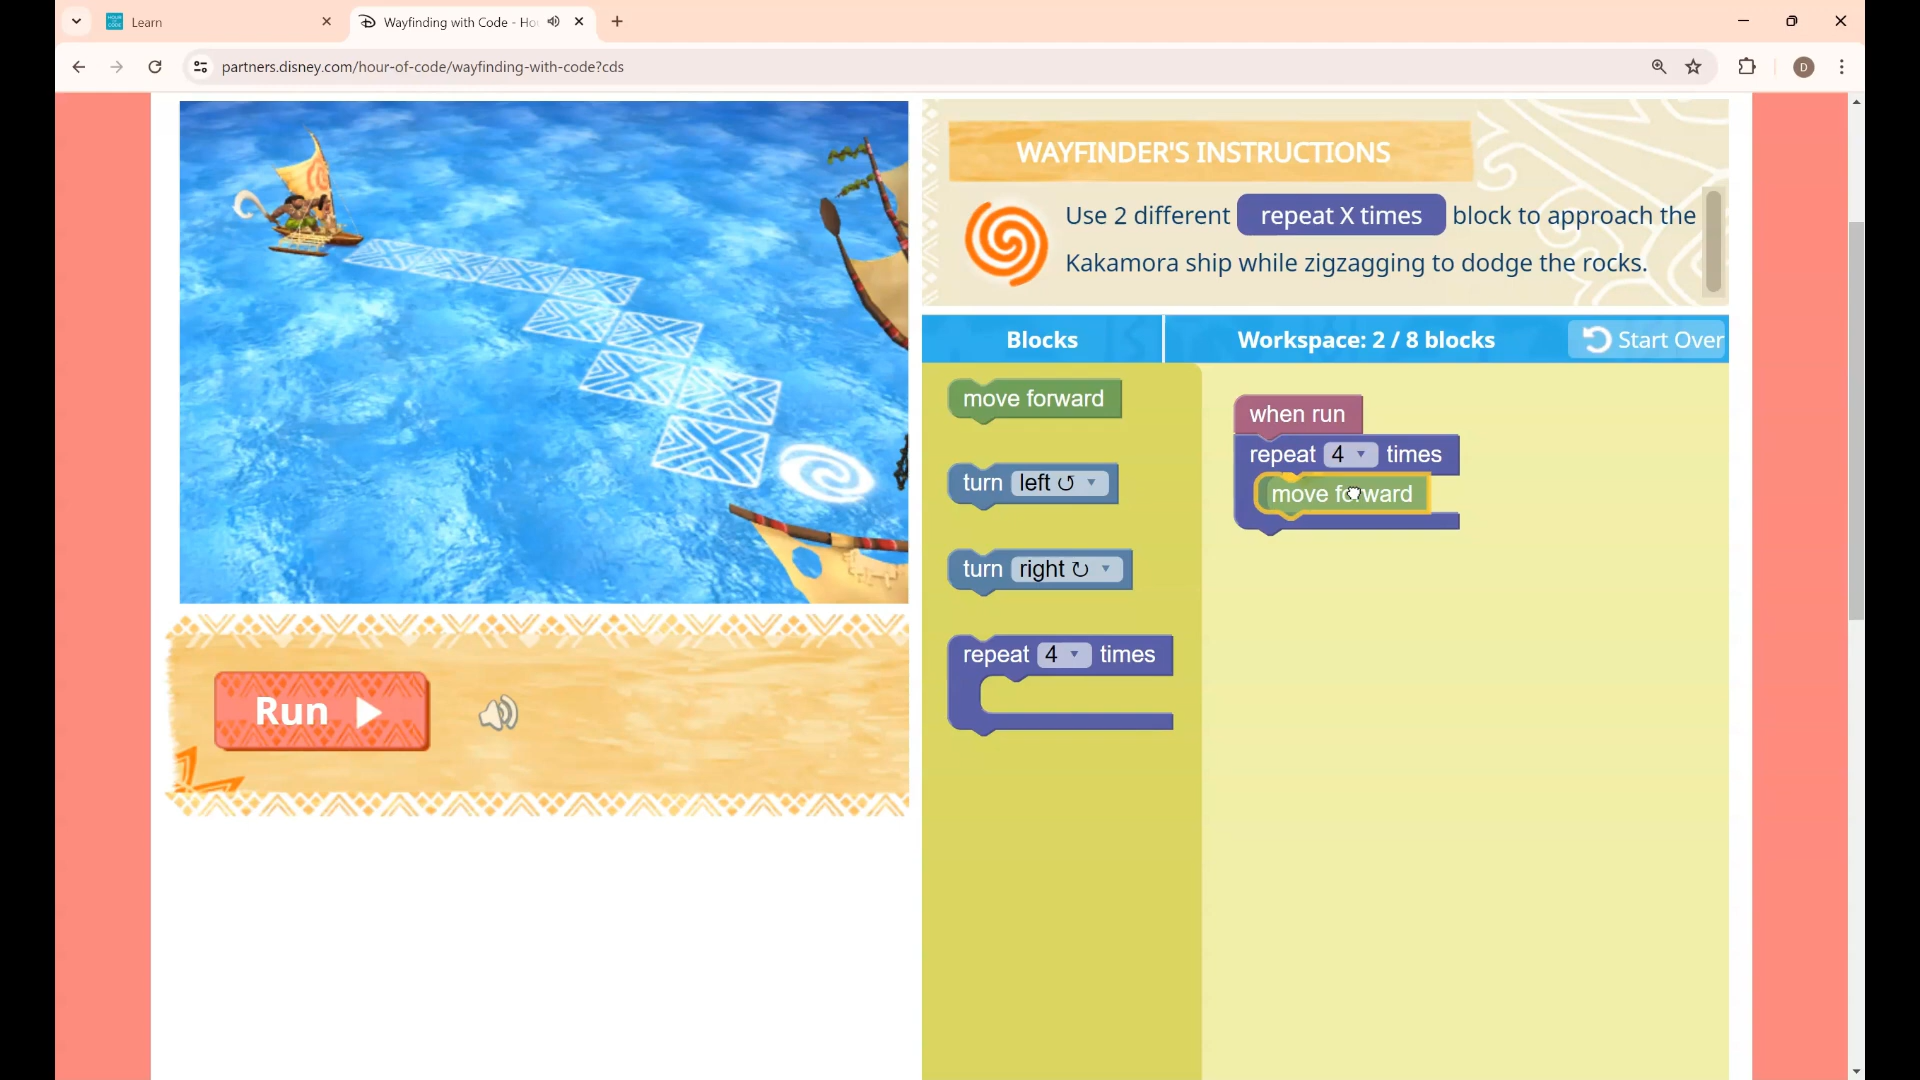 Learn
Wayfinding with Code - Ho
partners.disney.com/hour-of-code/wayfinding-with-code?cds
D
WAYFINDER'S INSTRUCTIONS
Use 2 different repeat X times block to approach the
Kakamora ship while zigzagging to dodge the rocks.
Blocks
Workspace: 2 / 8 blocks
Start Over
move forward
turn left ↺
turn right ↻
repeat 4 times
when run
repeat 4 times
move forward
Run